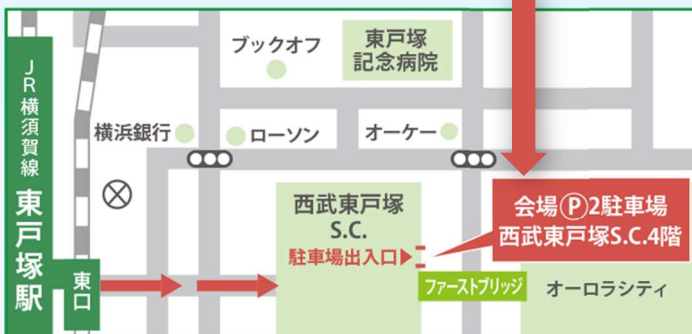 JR横須賀線
東戸塚駅
東口
ブックオフ
東戸塚
記念病院
横浜銀行
ローソン
オーケー
西武東戸塚
S.C.
駐車場出入口▶
会場Ⓟ2駐車場
西武東戸塚S.C.4階
ファーストブリッジ
オーロラシティ